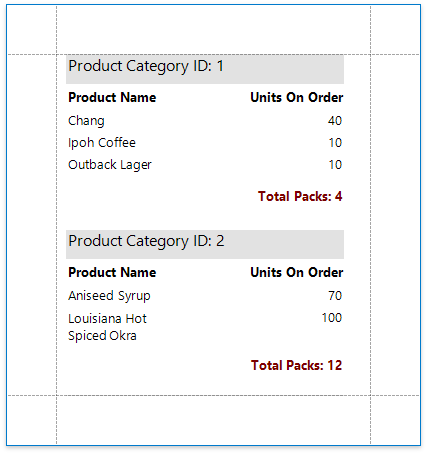 Product Category ID: 1
Product Name Units On Order
Chang 40
Ipoh Coffee 10
Outback Lager 10
Total Packs: 4
Product Category ID: 2
Product Name Units On Order
Aniseed Syrup 70
Louisiana Hot 100
Spiced Okra
Total Packs: 12